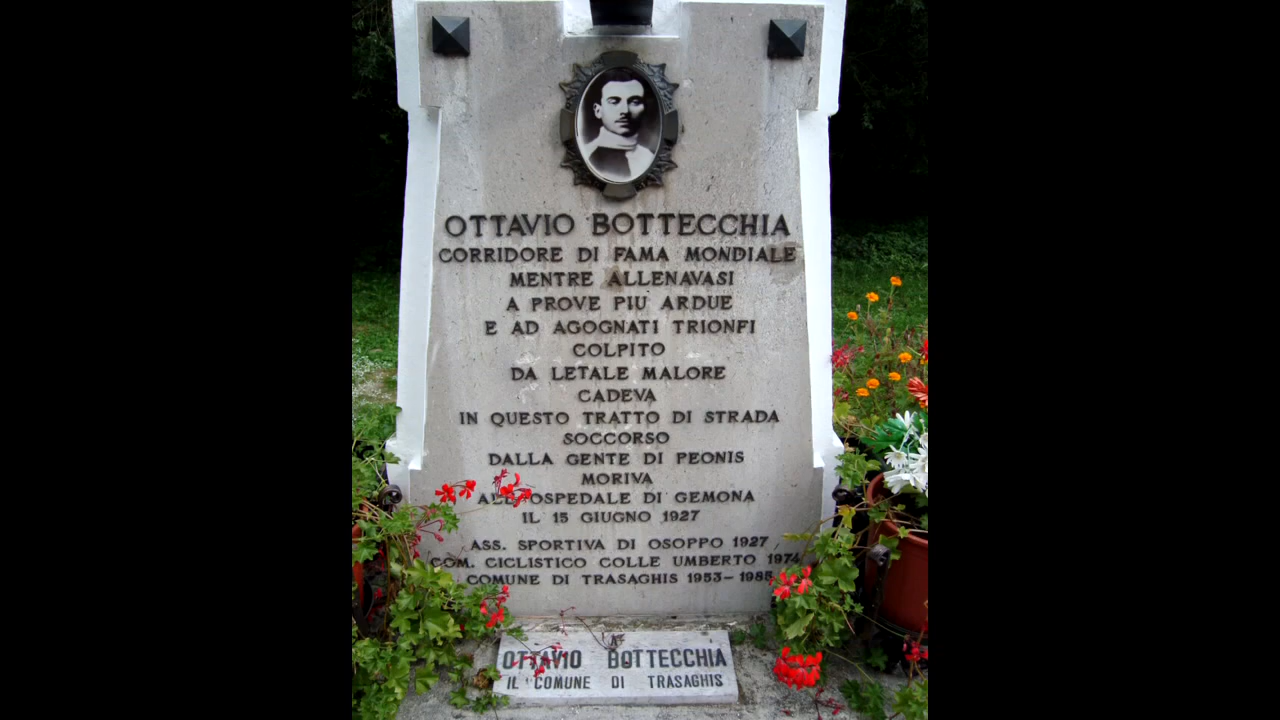 OTTAVIO BOTTECCHIA
CORRIDORE DI FAMA MONDIALE
MENTRE ALLENAVASI
A PROVE PIU ARDUE
E AD AGOGNATI TRIONFI
COLPITO
DA LETALE MALORE
CADEVA
IN QUESTO TRATTO DI STRADA
SOCCORSO
DALLA GENTE DI PEONIS
MORIVA
ALL'OSPEDALE DI GEMONA
IL 15 GIUGNO 1927
ASS. SPORTIVA DI OSOPPO 1927
COM. CICLISTICO COLLE UMBERTO 1974
COMUNE DI TRASAGHIS 1953-1985
A
OTTAVIO BOTTECCHIA
IL COMUNE DI TRASAGHIS